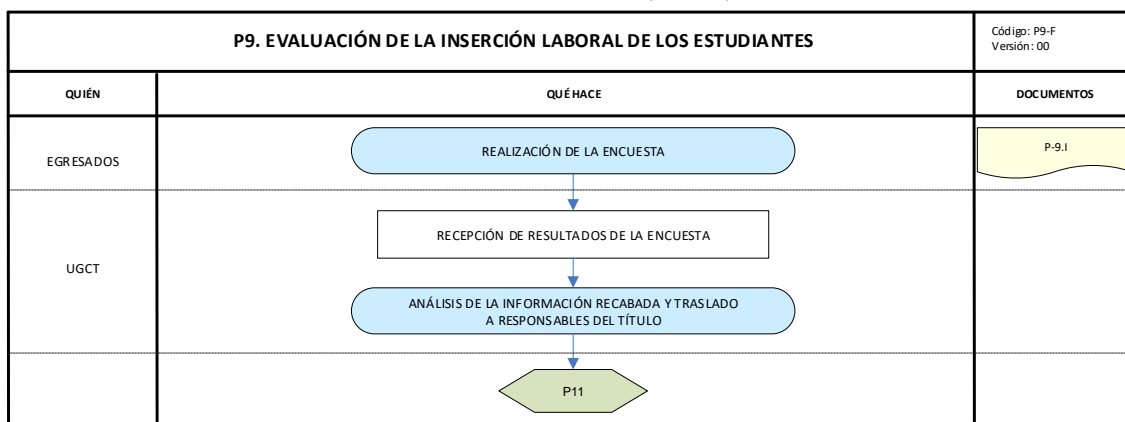 P9. EVALUACIÓN DE LA INSERCIÓN LABORAL DE LOS ESTUDIANTES
Código: P9-F
Versión: 00
QUIÉN
QUÉ HACE
DOCUMENTOS
EGRESADOS
REALIZACIÓN DE LA ENCUESTA
P-9.I
UGCT
RECEPCIÓN DE RESULTADOS DE LA ENCUESTA
ANÁLISIS DE LA INFORMACIÓN RECABADA Y TRASLADO
A RESPONSABLES DEL TÍTULO
P11